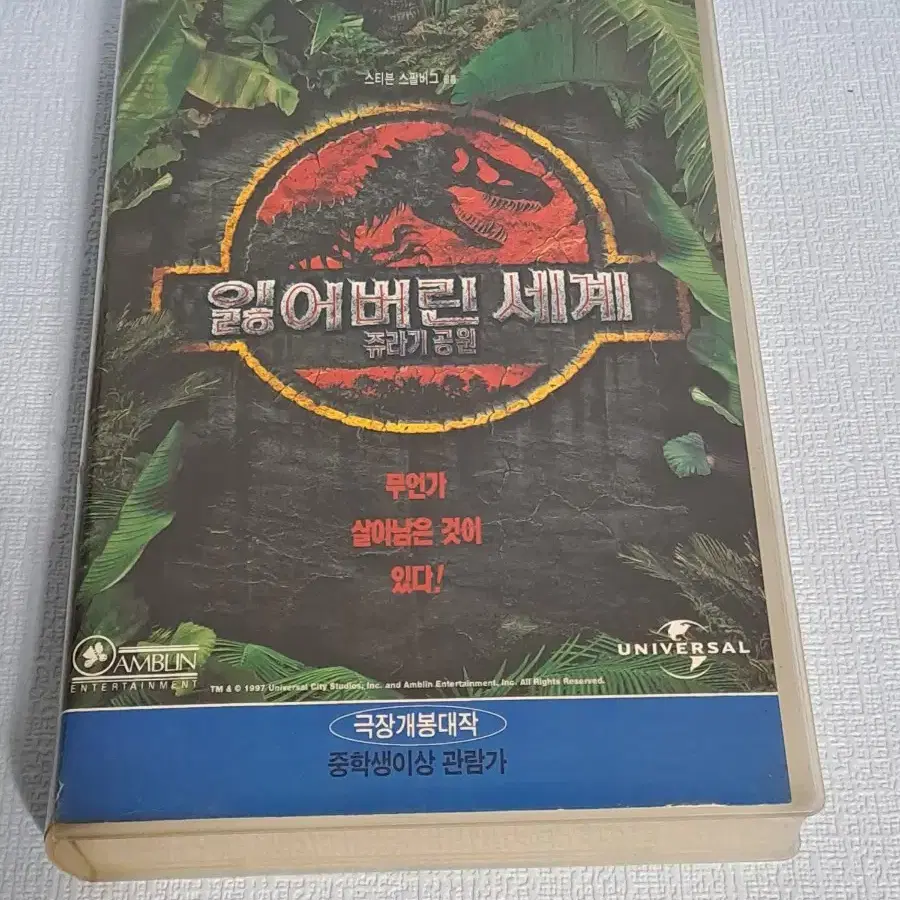 스티븐 스필버그
잃어버린 세계
쥬라기 공원
무언가
살아남은 것이
있다!
AMBLIN
ENTERTAINMENT
UNIVERSAL
TM & © 1997 Universal City Studios, Inc. and Amblin Entertainment, Inc. All Rights Reserved.
극장개봉대작
중학생이상 관람가